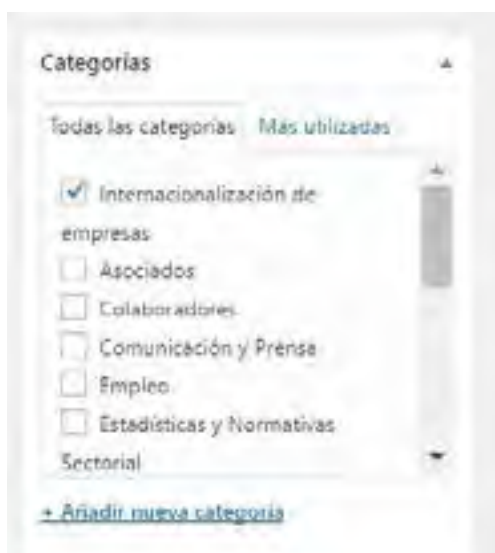 Categorías
Todas las categorías Más utilizadas
Internacionalización de
empresas
Asociados
Colaboradores
Comunicación y Prensa
Empleo
Estadísticas y Normativas
Sectorial
+ Añadir nueva categoría